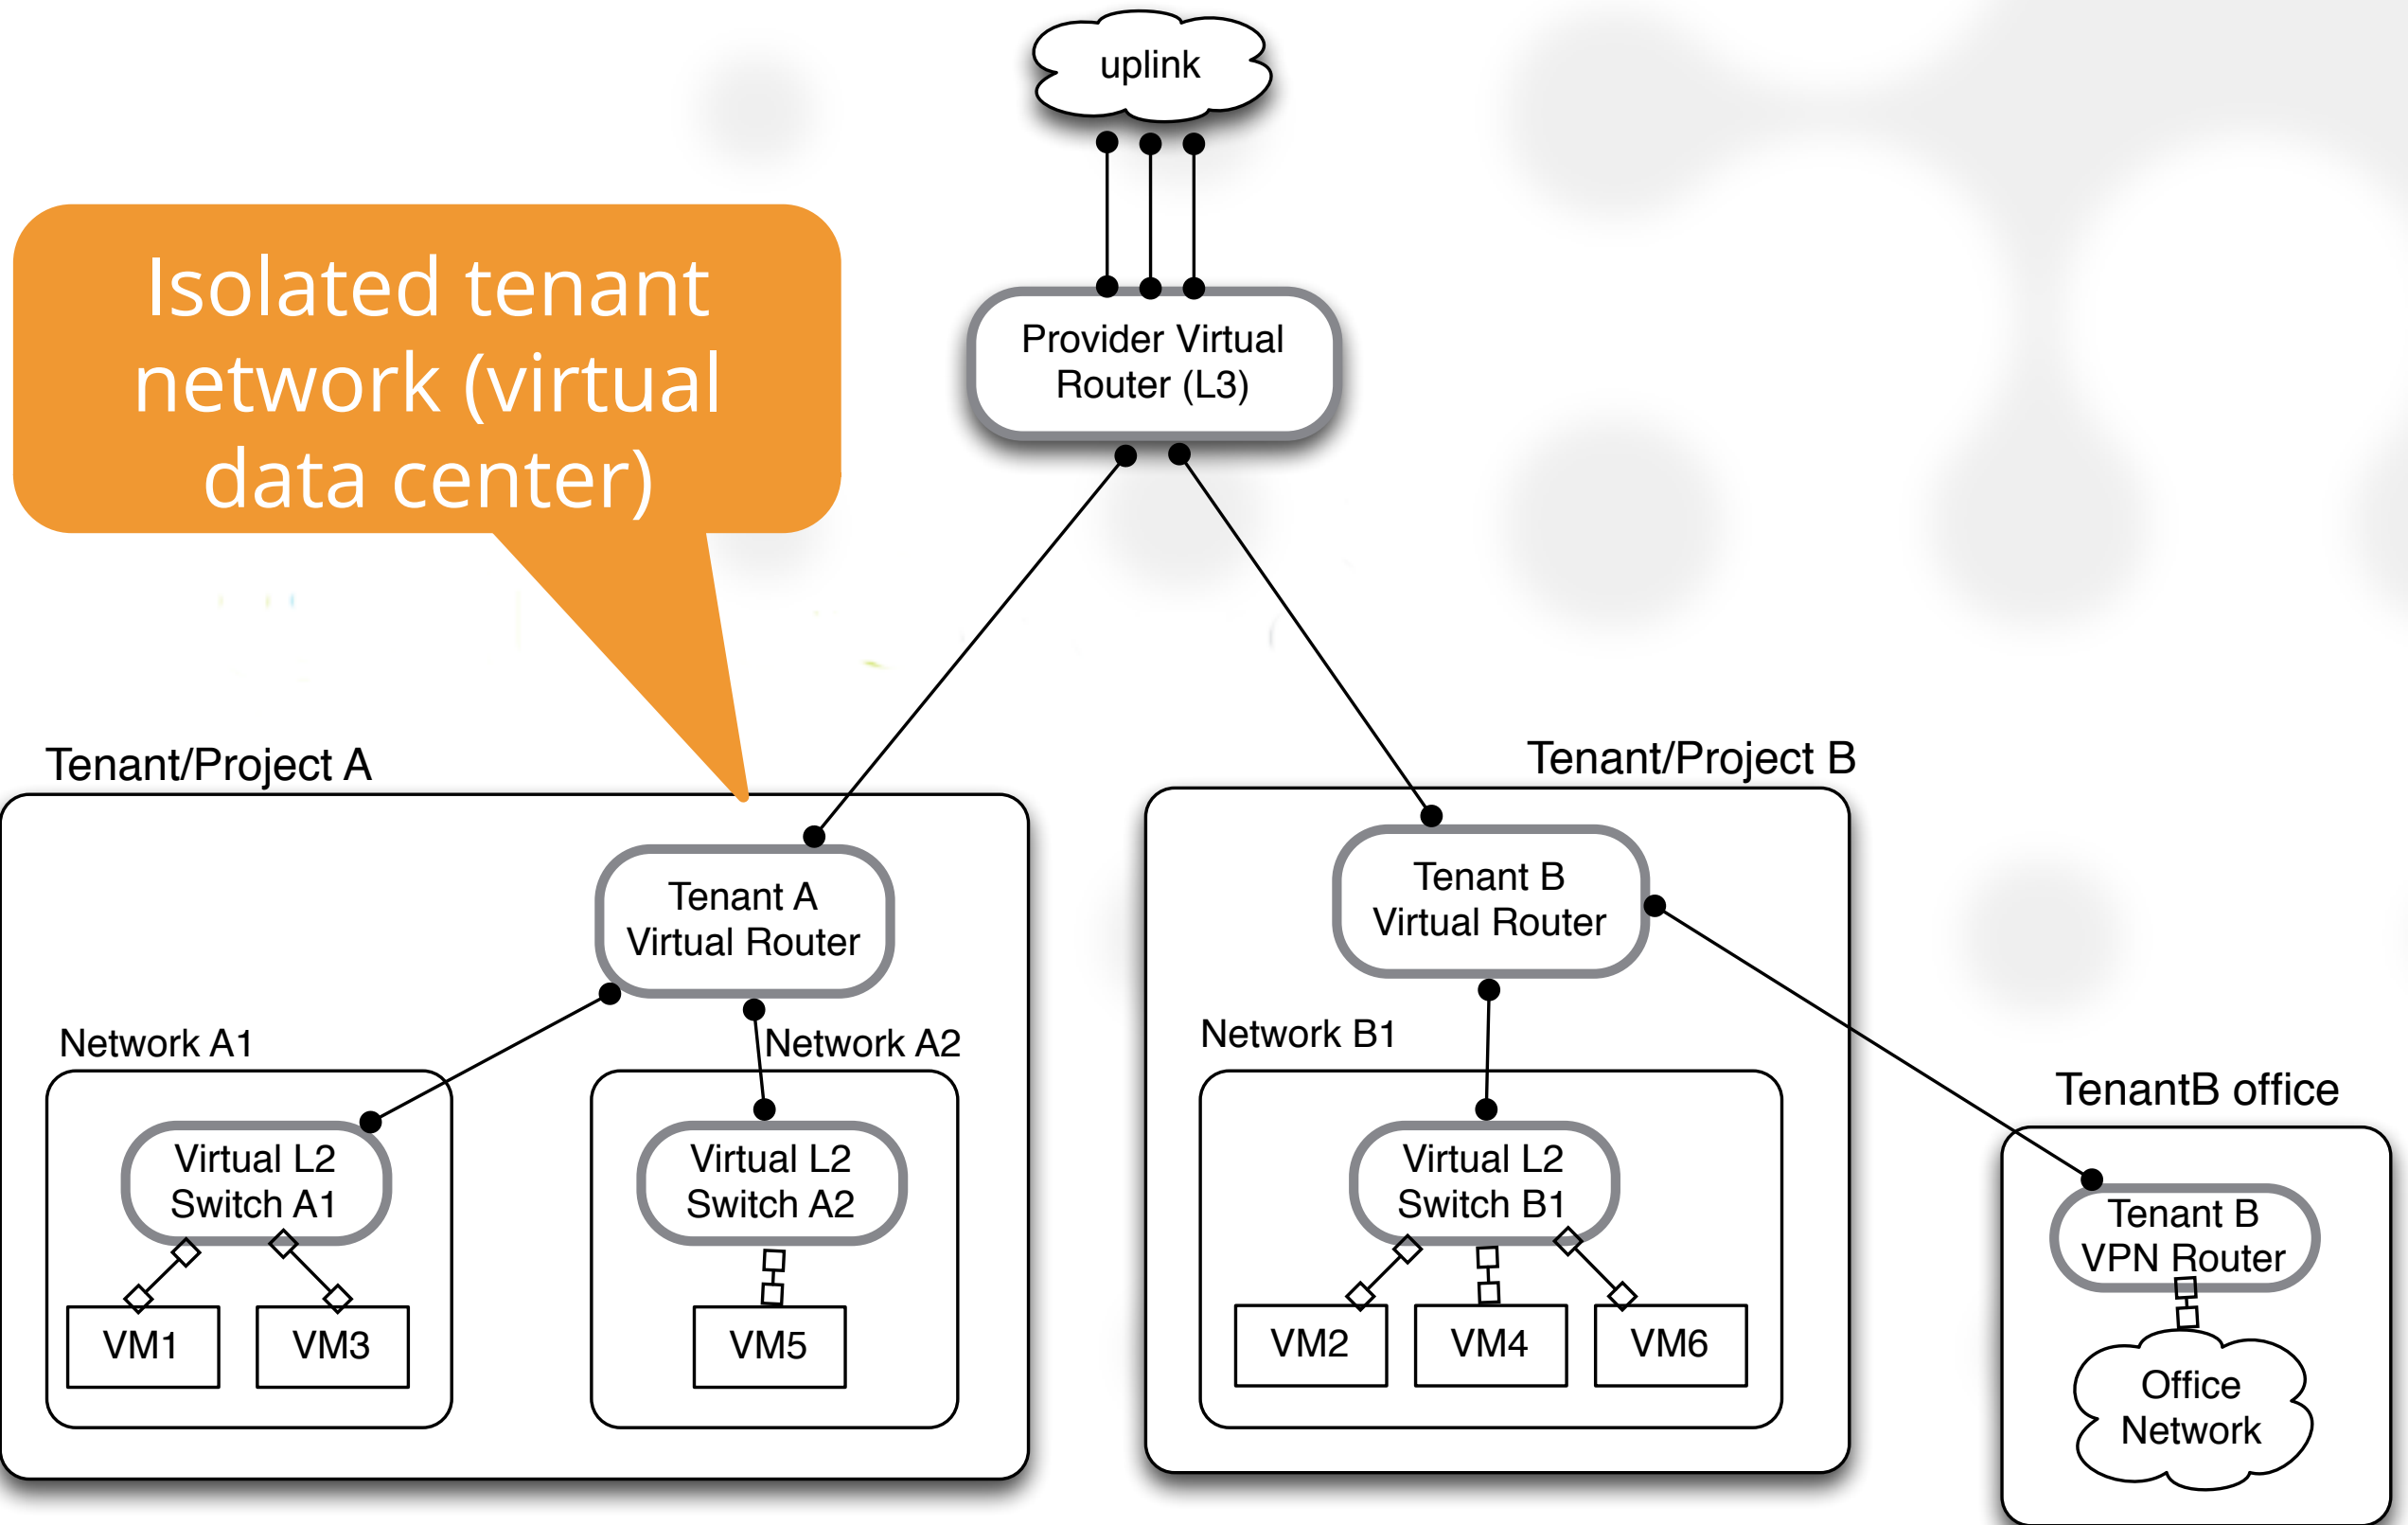 uplink
Isolated tenant
network (virtual
data center)
Provider Virtual
Router (L3)
Tenant/Project A
Tenant/Project B
Tenant A
Virtual Router
Tenant B
Virtual Router
Network A1
Network A2
Network B1
TenantB office
Virtual L2
Switch A1
Virtual L2
Switch A2
Virtual L2
Switch B1
Tenant B
VPN Router
VM1
VM3
VM5
VM2
VM4
VM6
Office
Network